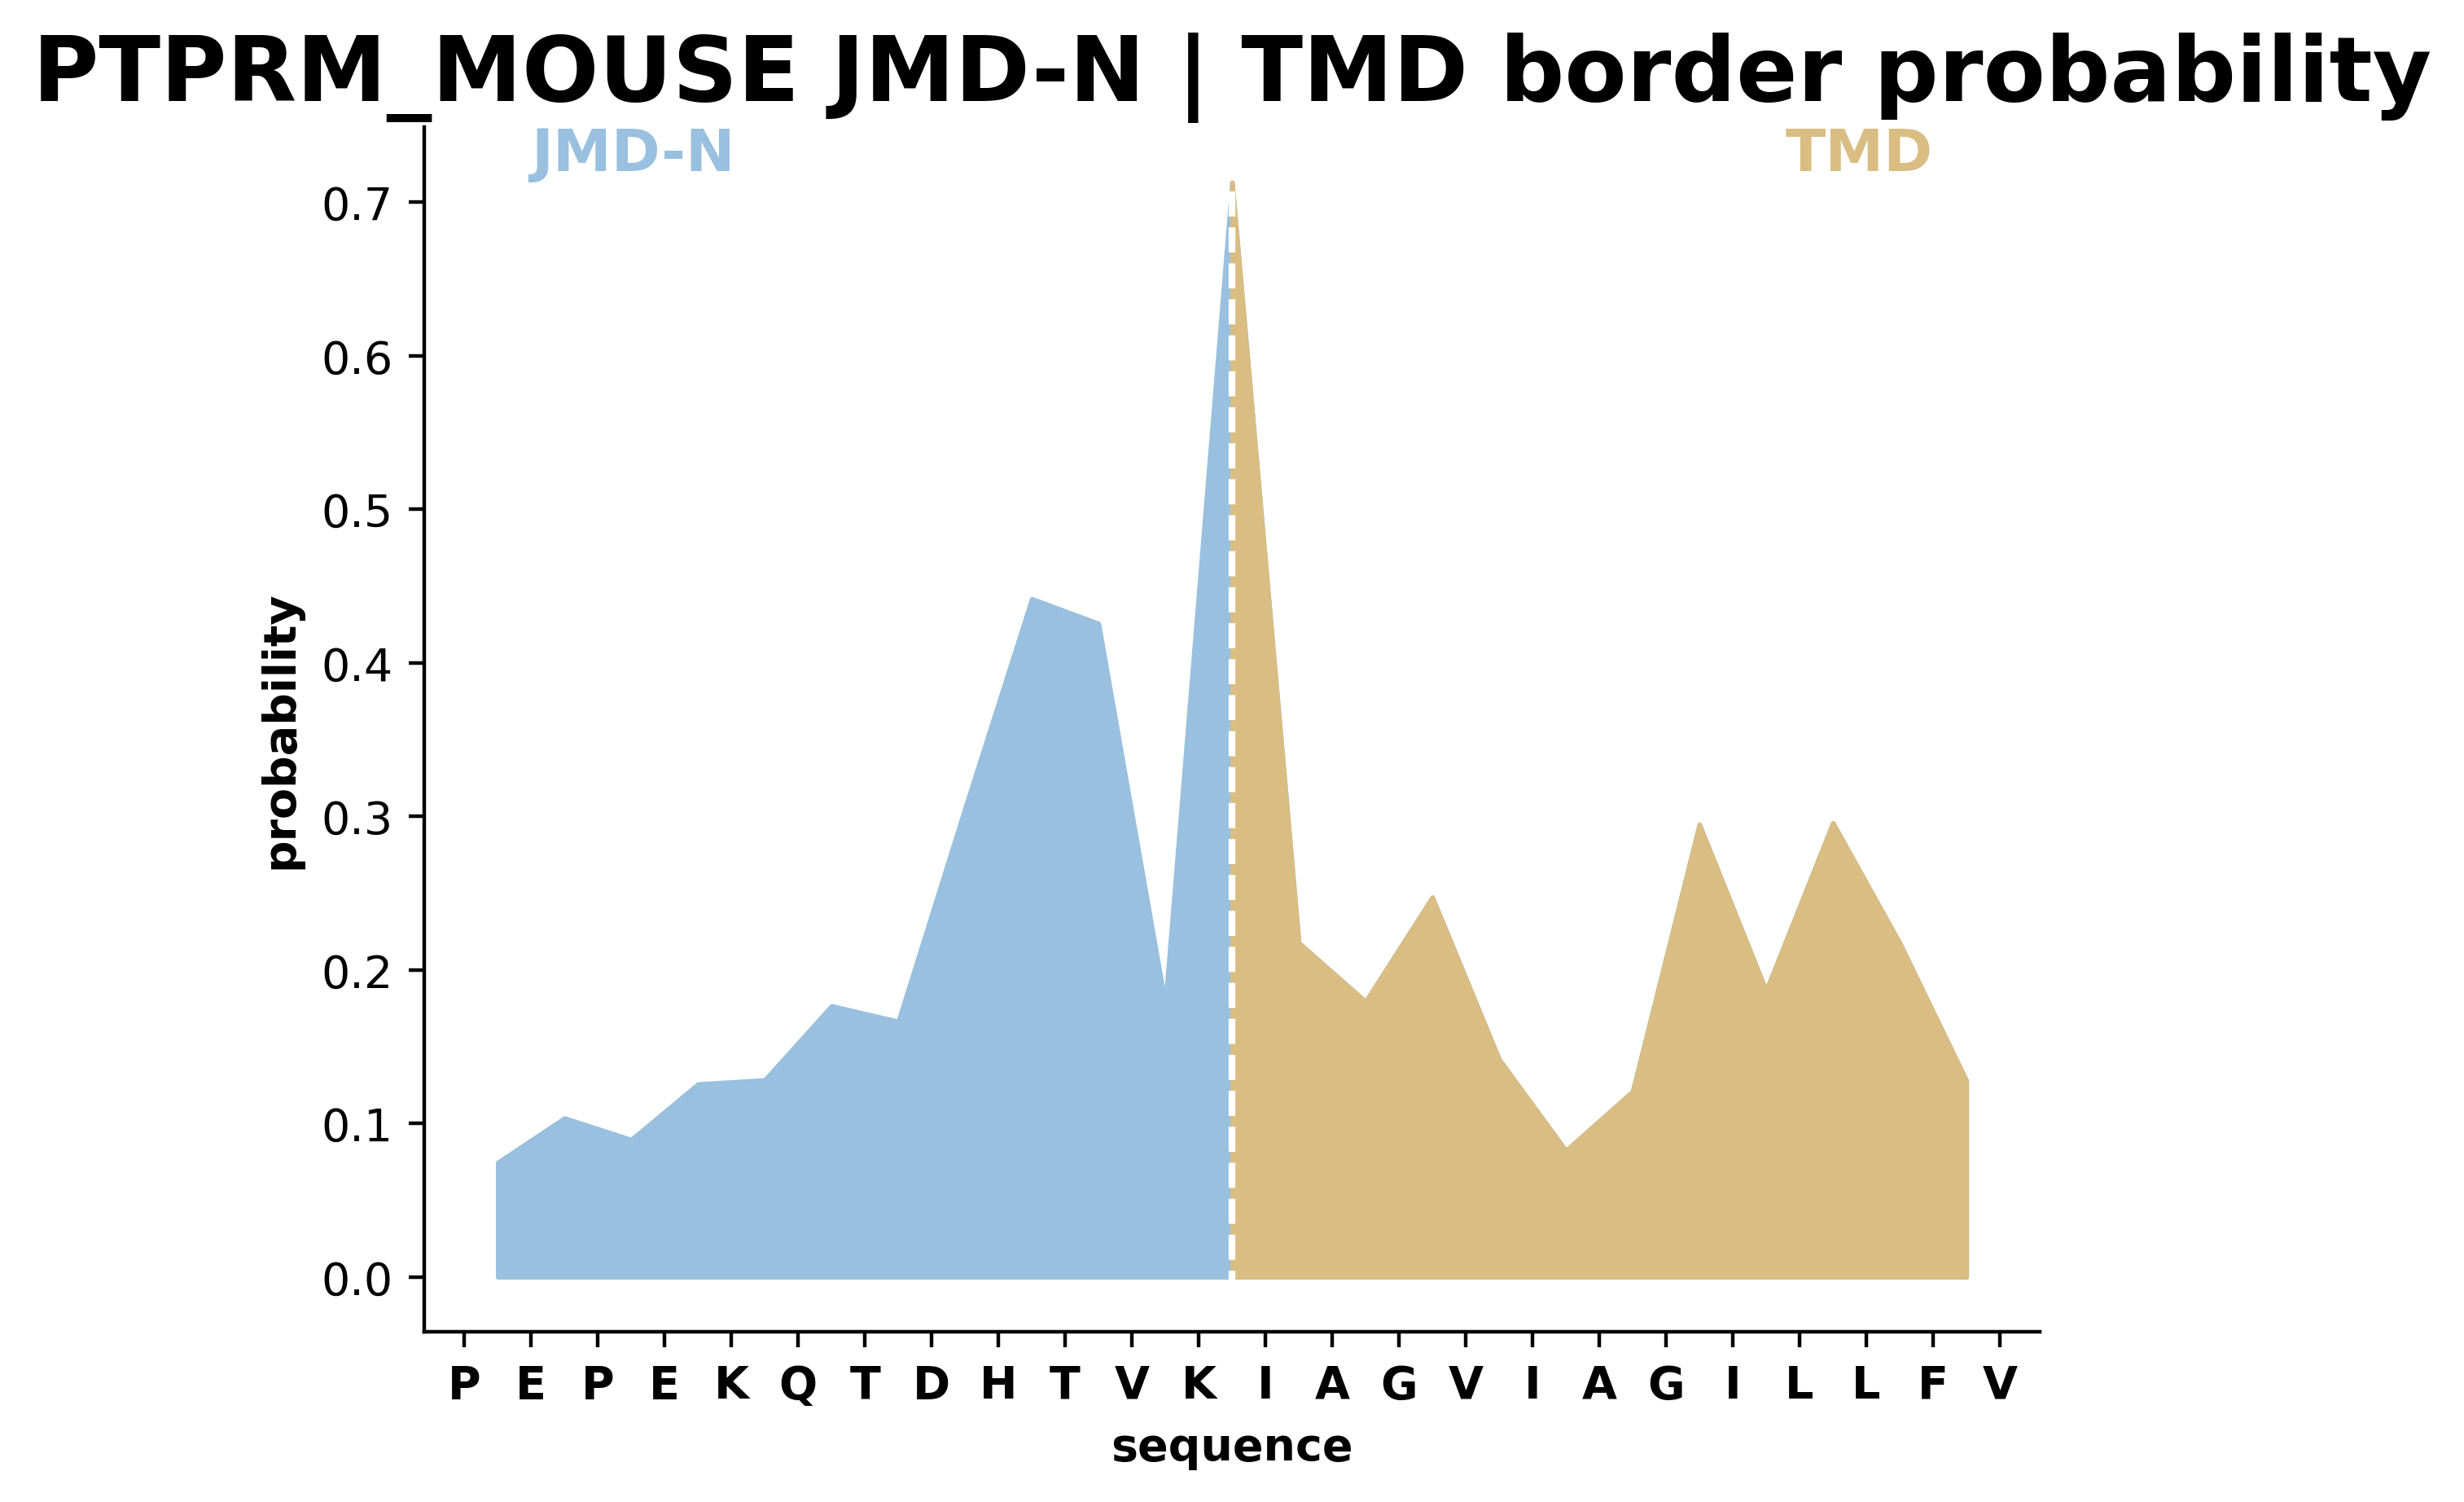 PTPRM_MOUSE JMD-N | TMD border probability
JMD-N TMD
0.7
0.6
0.5
0.4
0.3
0.2
0.1
0.0
probability
P E P E K Q T D H T V K I A G V I A G I L L F V
sequence